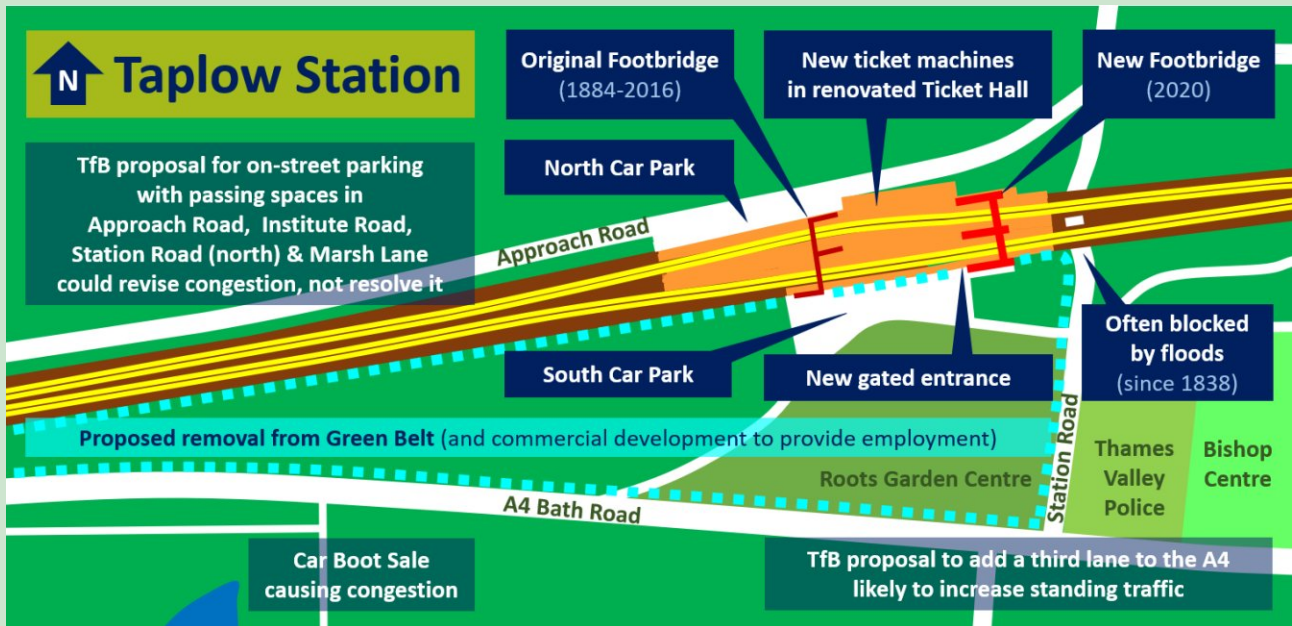 N
Taplow Station
TfB proposal for on-street parking
with passing spaces in
Approach Road, Institute Road,
Station Road (north) & Marsh Lane
could revise congestion, not resolve it
Original Footbridge
(1884-2016)
New ticket machines
in renovated Ticket Hall
New Footbridge
(2020)
North Car Park
Approach Road
South Car Park
New gated entrance
Often blocked
by floods
(since 1838)
Proposed removal from Green Belt (and commercial development to provide employment)
Roots Garden Centre
Station Road
Thames
Valley
Police
Bishop
Centre
A4 Bath Road
Car Boot Sale
causing congestion
TfB proposal to add a third lane to the A4
likely to increase standing traffic